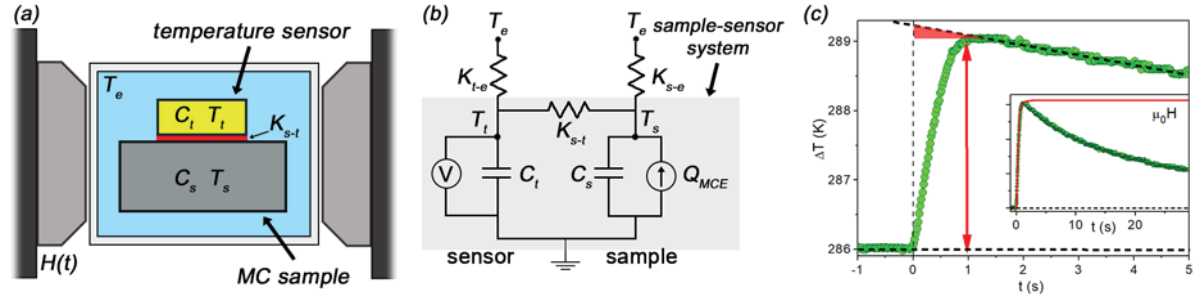 (a)
temperature sensor
T_e
C_t T_t
K_s-t
C_s T_s
H(t)
MC sample
(b)
T_e
T_e
sample-sensor
system
K_t-e
K_s-e
T_t
T_s
K_s-t
V
C_t
C_s
Q_MCE
sensor
sample
(c)
289
288
287
286
ΔT (K)
-1 0 1 2 3 4 5
t (s)
μ₀H
0 10 20
t (s)